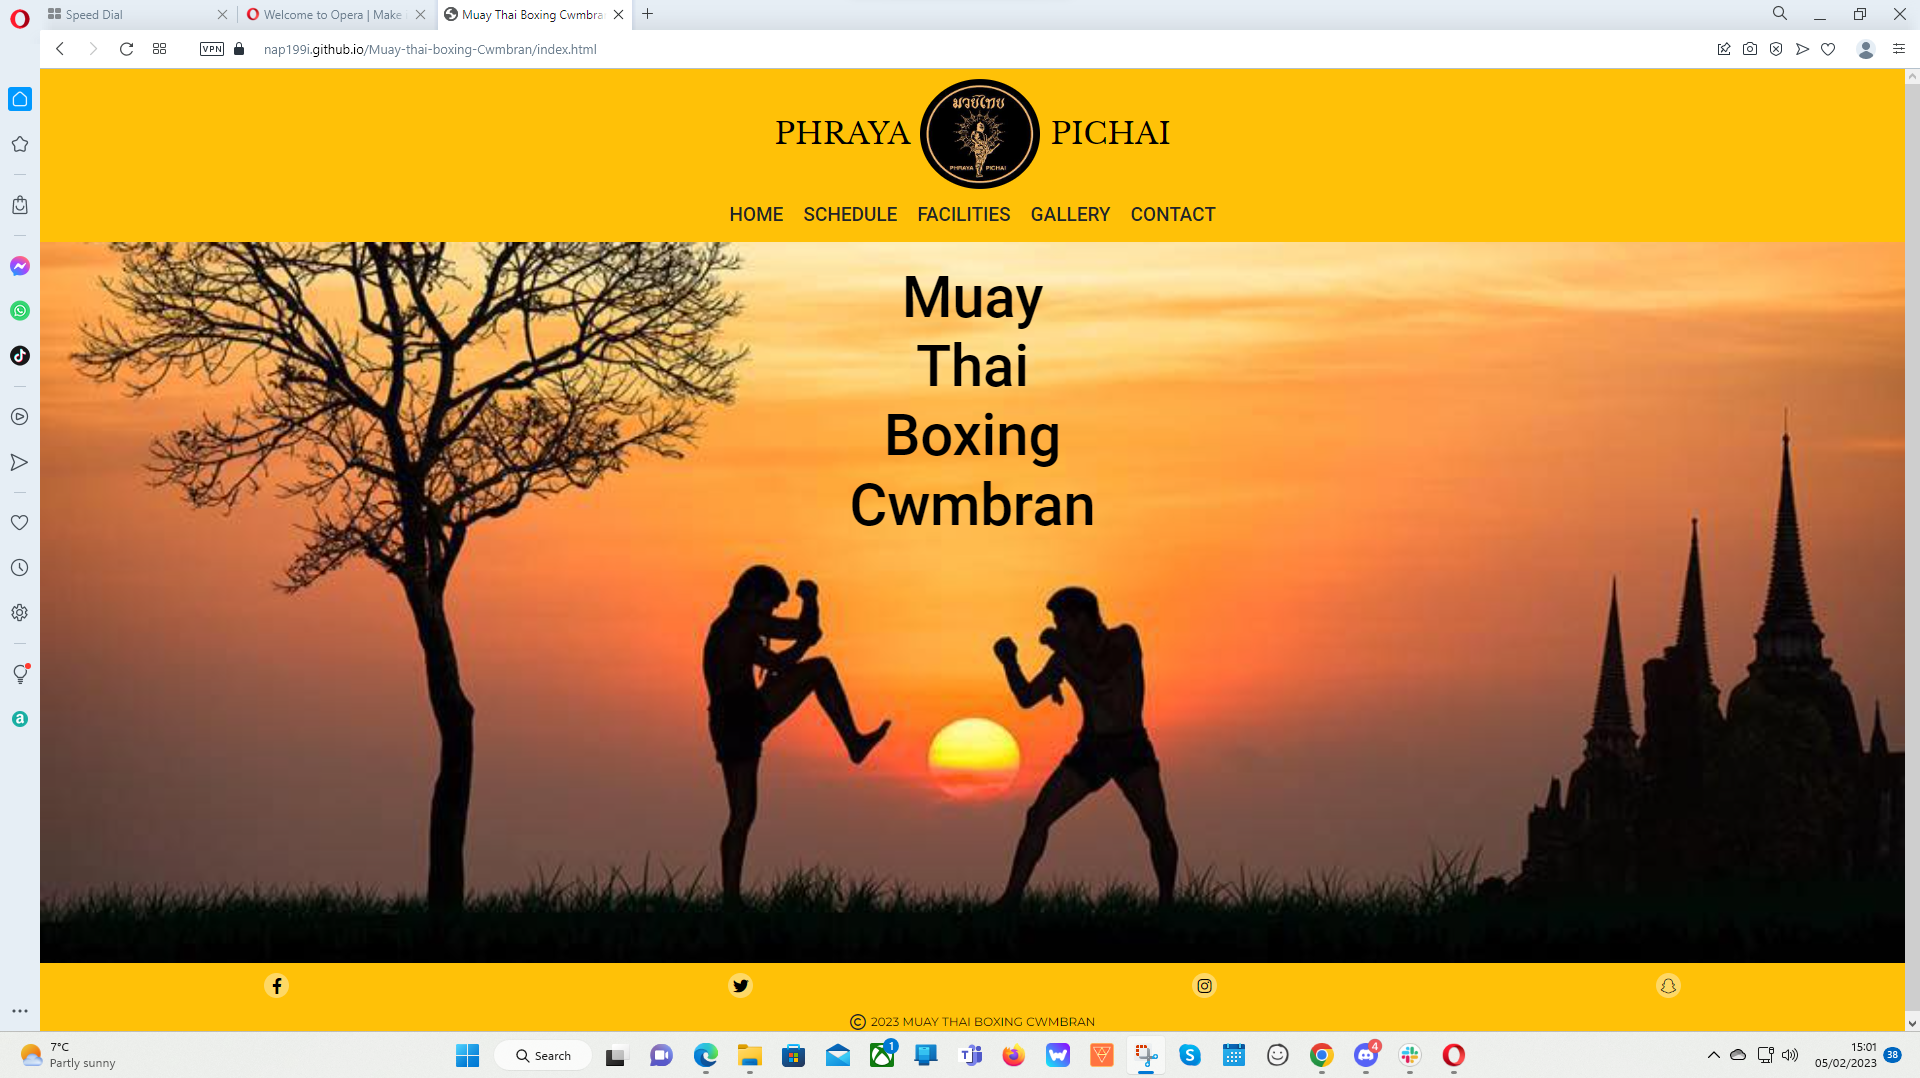 Speed Dial
Welcome to Opera | Make
Muay Thai Boxing Cwmbra
VPN
nap199i.github.io/Muay-thai-boxing-Cwmbran/index.html
PHRAYA
มวยไทย
PHRAYA PICHAI
PICHAI
HOME SCHEDULE FACILITIES GALLERY CONTACT
Muay
Thai
Boxing
Cwmbran
© 2023 MUAY THAI BOXING CWMBRAN
7°C
Partly sunny
Search
1
4
15:01
05/02/2023
38